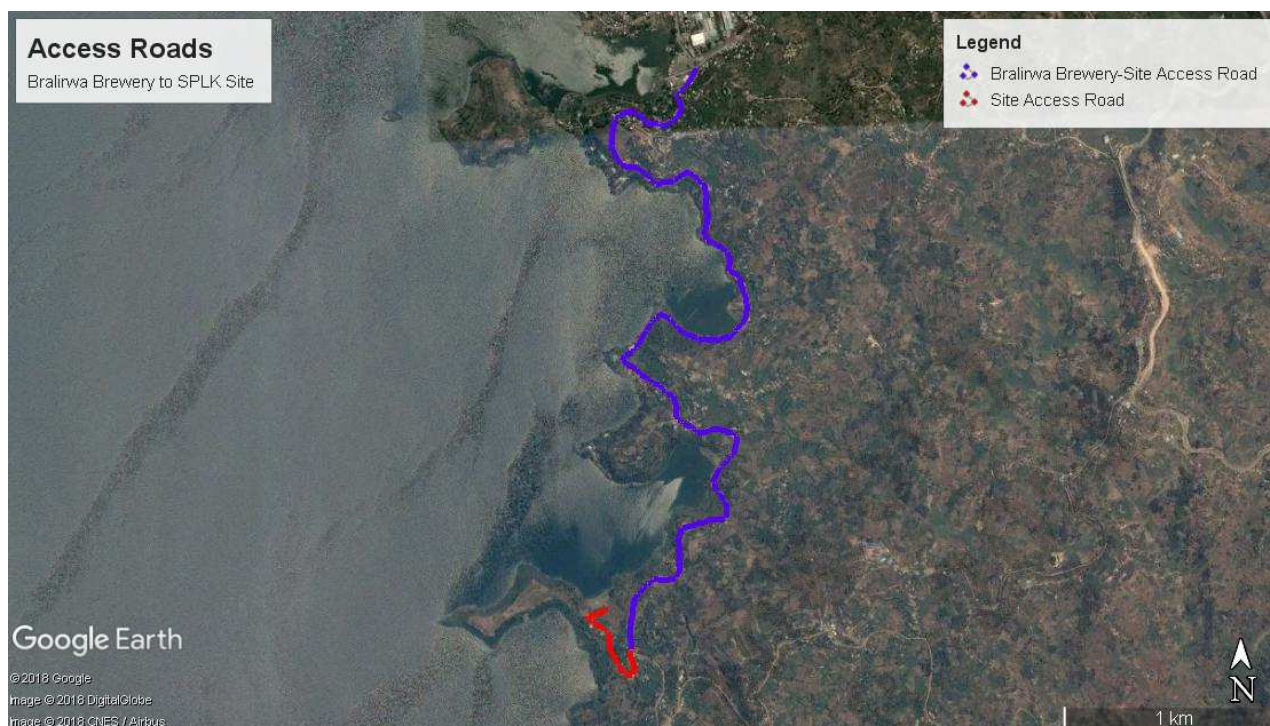 Access Roads
Bralirwa Brewery to SPLK Site
Legend
Bralirwa Brewery-Site Access Road
Site Access Road
Google Earth
© 2018 Google
Image © 2018 DigitalGlobe
Image © 2018 CNES / Airbus
N
1 km